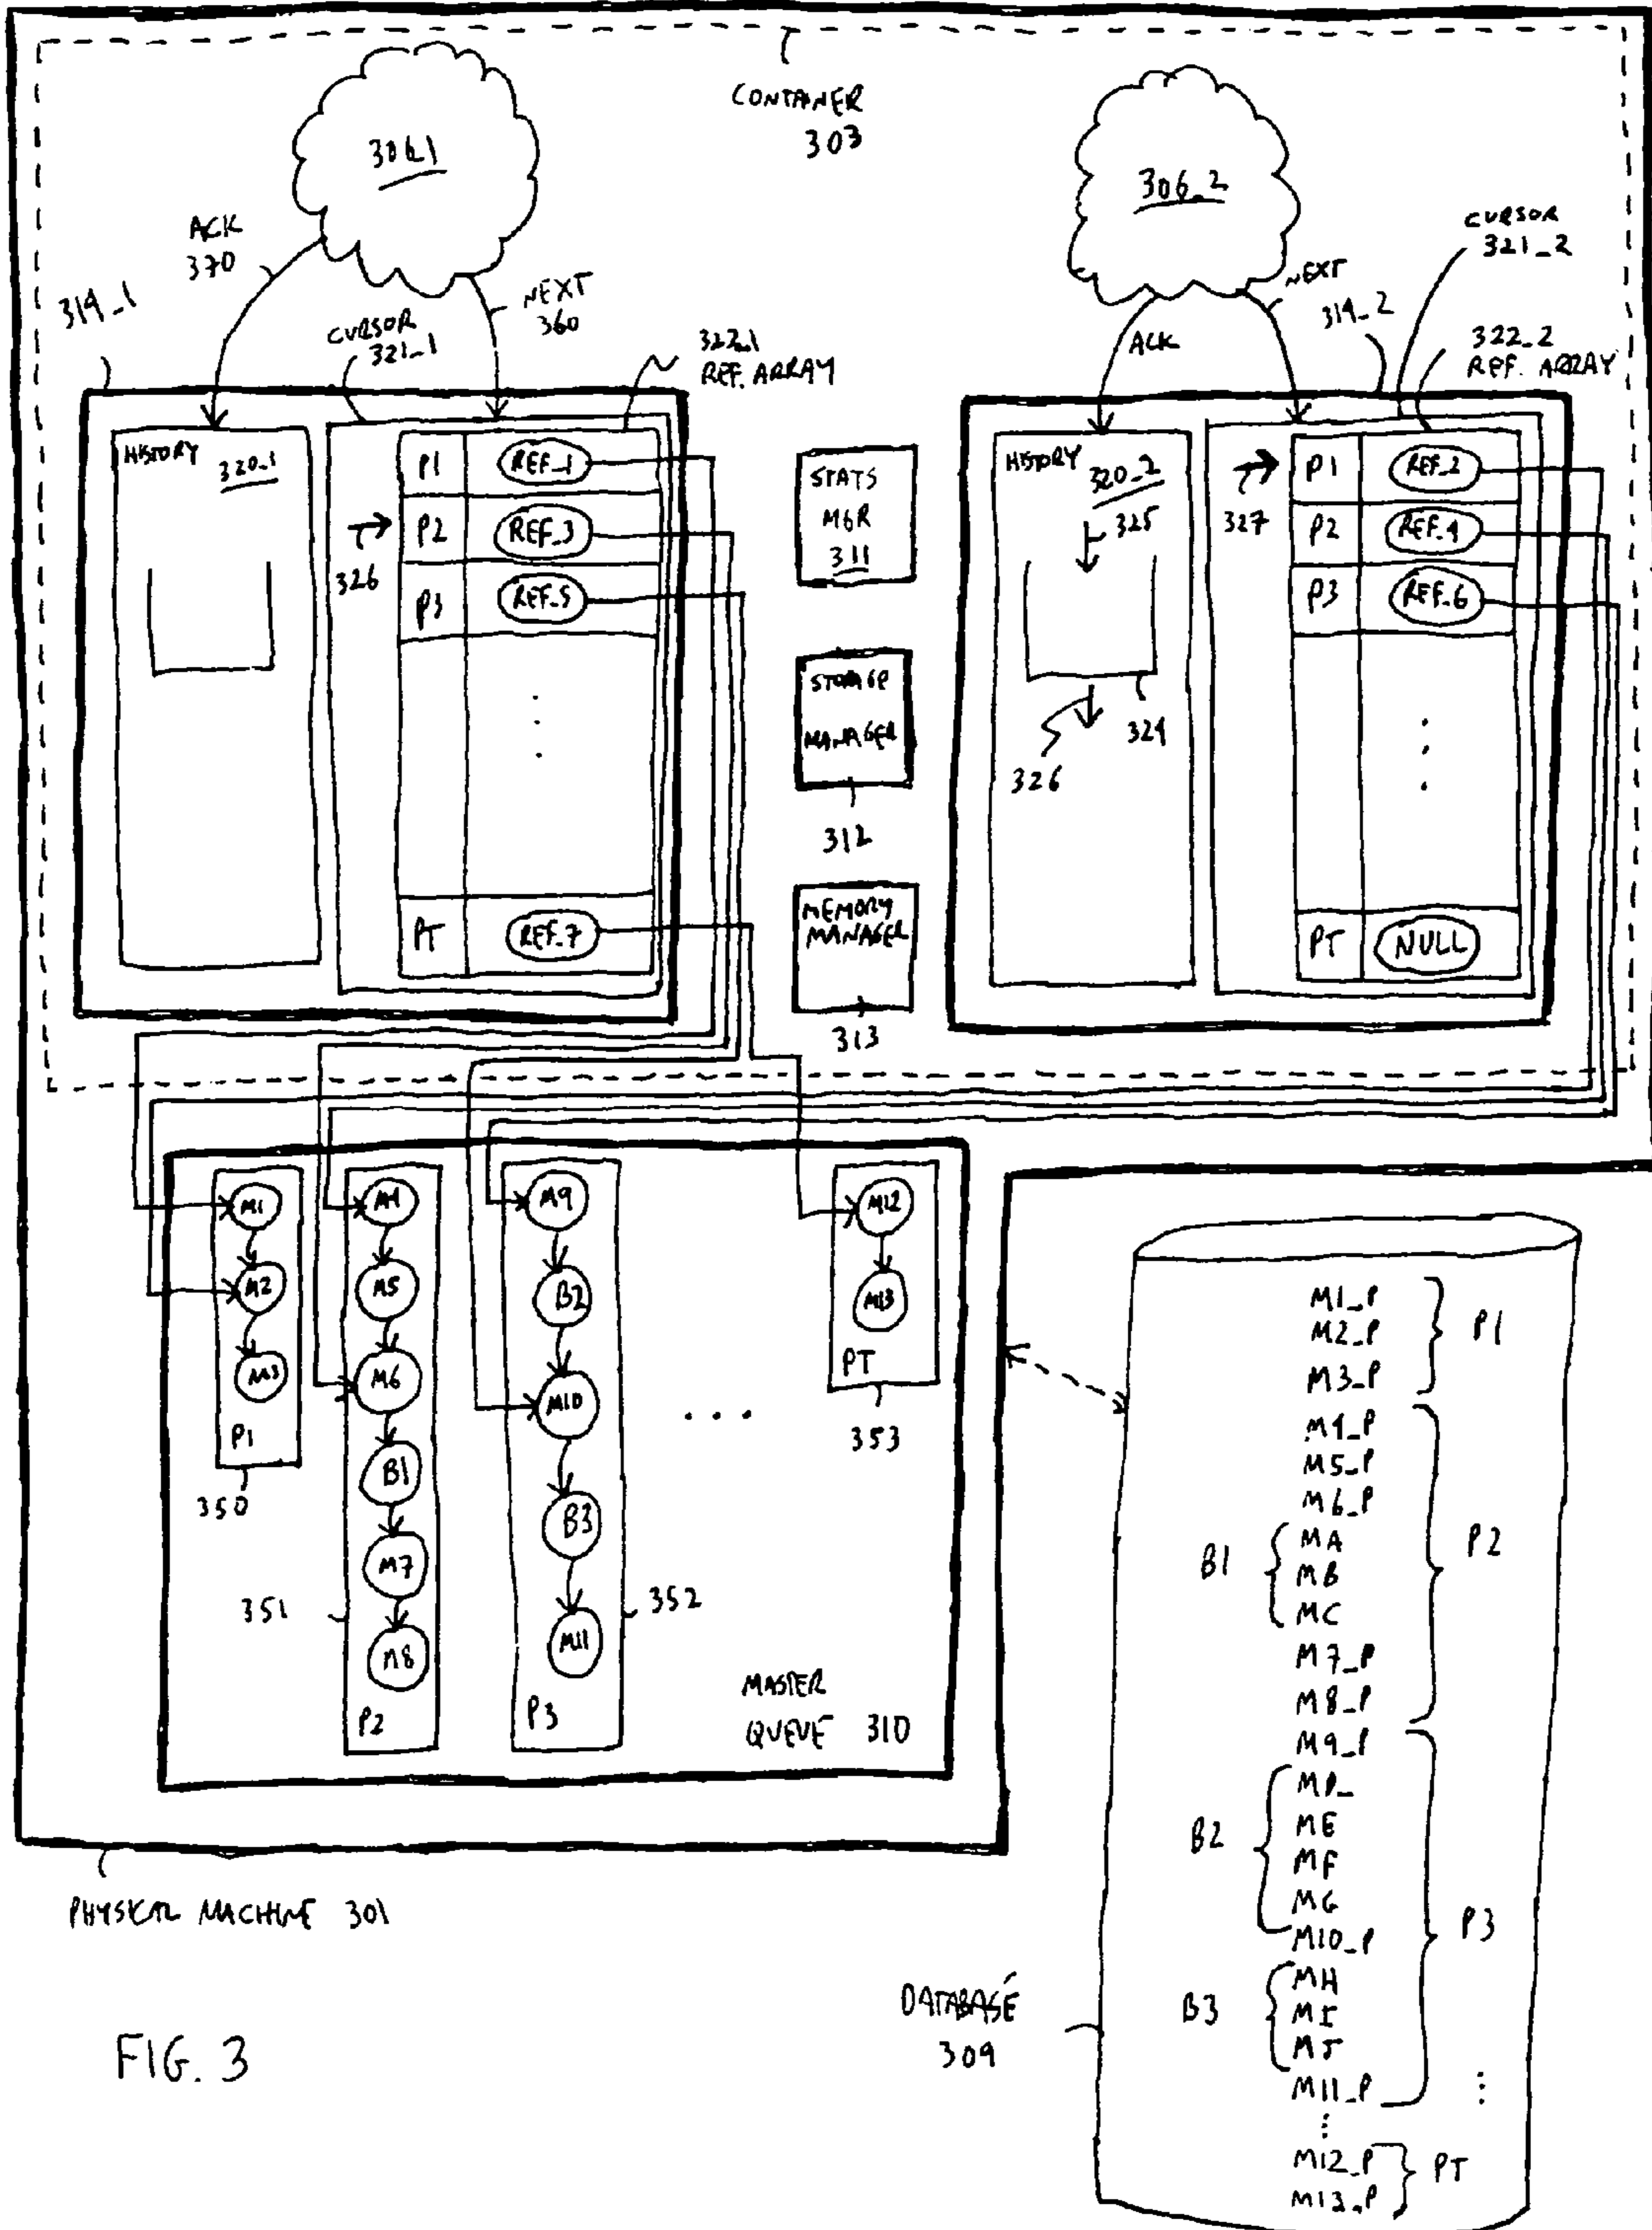 CONTAINER
303
306_1
306_2
ACK
370
NEXT
360
CURSOR
321_1
319_1
322_1
REF. ARRAY
NEXT
ACK
319_2
CURSOR
321_2
322_2
REF. ARRAY
HISTORY
320_1
326
P1 REF_1
P2 REF_3
P3 REF_5
PT REF_7
STATS
MGR
311
STORAGE
MANAGER
312
MEMORY
MANAGER
313
HISTORY
320_2
325
324
326
327
P1 REF_2
P2 REF_4
P3 REF_6
PT NULL
M1
M2
M3
P1
350
M4
M5
M6
B1
M7
M8
P2
351
M9
B2
M10
B3
M11
P3
352
...
M12
M13
PT
353
MASTER
QUEUE 310
PHYSICAL MACHINE 301
M1_P
M2_P
M3_P
P1
M4_P
M5_P
M6_P
MA
MB
MC
B1
M7_P
M8_P
P2
M9_P
MD_
ME
MF
MG
B2
M10_P
MH
MI
MJ
B3
M11_P
P3
M12_P
M13_P
PT
DATABASE
309
FIG. 3